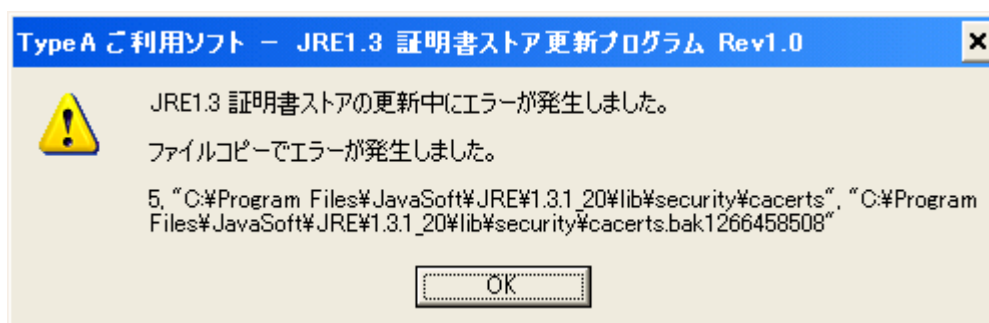 TypeA ご利用ソフト － JRE1.3 証明書ストア更新プログラム Rev1.0
JRE1.3 証明書ストアの更新中にエラーが発生しました。
ファイルコピーでエラーが発生しました。
5, "C:¥Program Files¥JavaSoft¥JRE¥1.3.1_20¥lib¥security¥cacerts", "C:¥Program
Files¥JavaSoft¥JRE¥1.3.1_20¥lib¥security¥cacerts.bak1266458508"
OK